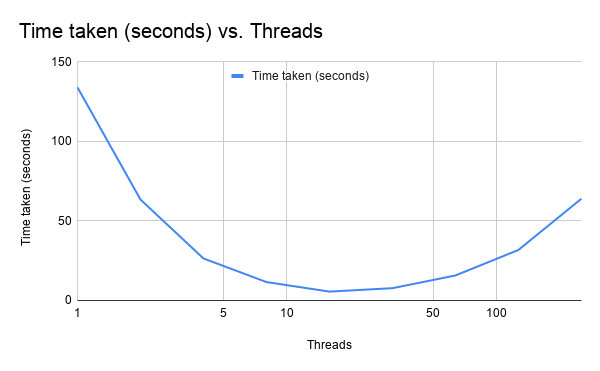 Time taken (seconds) vs. Threads
Time taken (seconds)
150
100
50
0
Time taken (seconds)
1
5
10
50
100
Threads